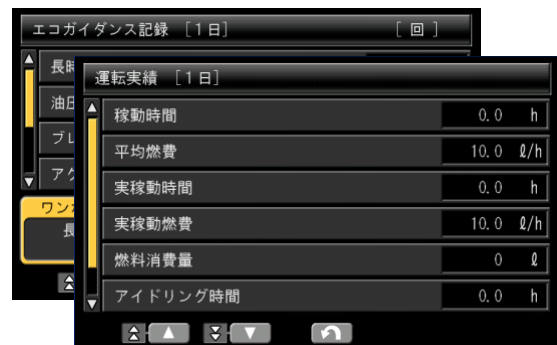 エコガイダンス記録 [1日] [ 回 ]
長時
油圧
ブレ
アク
ワン
長
運転実績 [1日]
稼動時間 0.0 h
平均燃費 10.0 ℓ/h
実稼動時間 0.0 h
実稼動燃費 10.0 ℓ/h
燃料消費量 0 ℓ
アイドリング時間 0.0 h